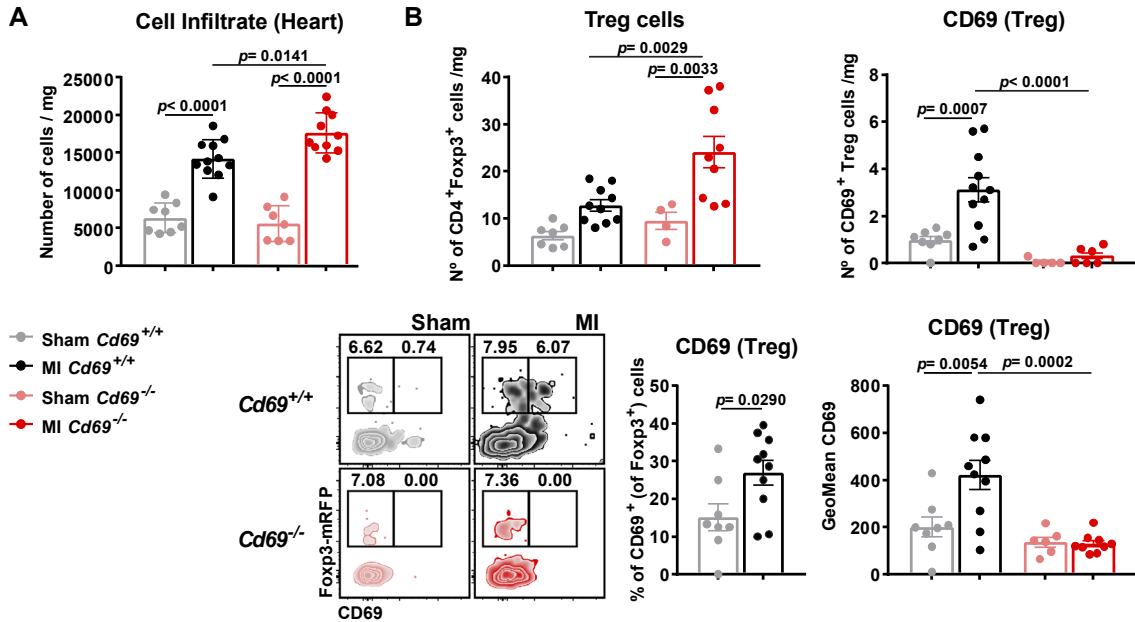 A
Cell Infiltrate (Heart)
p= 0.0141
p< 0.0001
p< 0.0001
Number of cells / mg
25000
20000
15000
10000
5000
0
B
Treg cells
p= 0.0029
p= 0.0033
Nº of CD4⁺Foxp3⁺ cells /mg
40
30
20
10
0
CD69 (Treg)
p< 0.0001
p= 0.0007
Nº of CD69⁺ Treg cells /mg
8
6
4
2
0
Sham Cd69⁺/⁺
MI Cd69⁺/⁺
Sham Cd69⁻/⁻
MI Cd69⁻/⁻
Sham
MI
6.62 0.74
7.95 6.07
Cd69⁺/⁺
7.08 0.00
7.36 0.00
Cd69⁻/⁻
Foxp3-mRFP
CD69
CD69 (Treg)
p= 0.0290
% of CD69⁺ (of Foxp3⁺) cells
50
40
30
20
10
0
CD69 (Treg)
p= 0.0054
p= 0.0002
GeoMean CD69
800
600
400
200
0